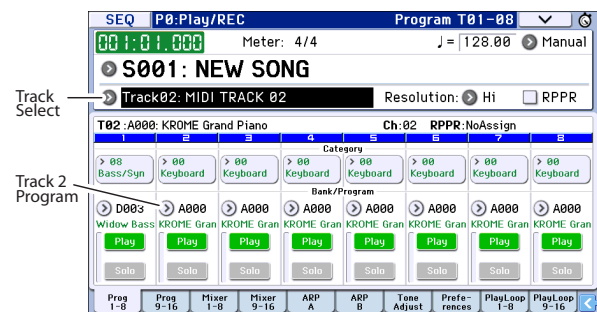 SEQ P0:Play/REC Program T01-08
001:01.000 Meter: 4/4 ♩= 128.00 Manual
S001: NEW SONG
Track Select
Track02: MIDI TRACK 02 Resolution: Hi RPPR
T02:A000: KROME Grand Piano Ch:02 RPPR:NoAssign
1 2 3 4 5 6 7 8
Category
> 08 > 00 > 00 > 00 > 00 > 00 > 00 > 00
Bass/Syn Keyboard Keyboard Keyboard Keyboard Keyboard Keyboard Keyboard
Track 2 Program
Bank/Program
D003 A000 A000 A000 A000 A000 A000 A000
Widow Bass KROME Gran KROME Gran KROME Gran KROME Gran KROME Gran KROME Gran KROME Gran
Play Play Play Play Play Play Play Play
Solo Solo Solo Solo Solo Solo Solo Solo
Prog 1-8 Prog 9-16 Mixer 1-8 Mixer 9-16 ARP A ARP B Tone Adjust Prefe-rences PlayLoop 1-8 PlayLoop 9-16